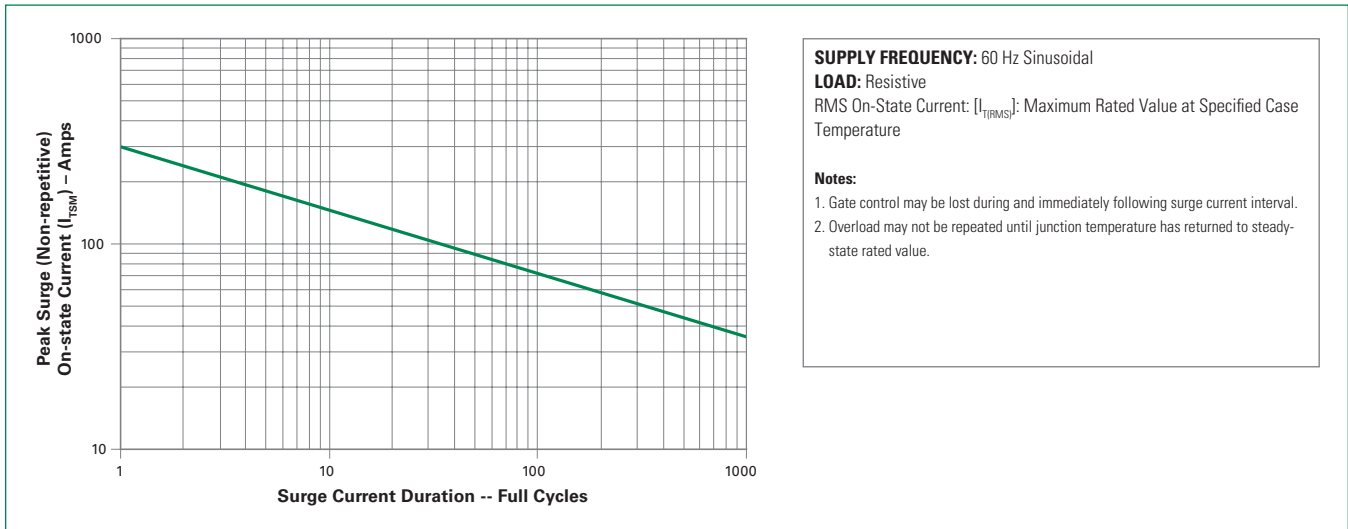 1000
100
10
1
10
100
1000
Peak Surge (Non-repetitive)
On-state Current (I_TSM) – Amps
Surge Current Duration -- Full Cycles
SUPPLY FREQUENCY: 60 Hz Sinusoidal
LOAD: Resistive
RMS On-State Current: [I_T(RMS)]: Maximum Rated Value at Specified Case
Temperature
Notes:
1. Gate control may be lost during and immediately following surge current interval.
2. Overload may not be repeated until junction temperature has returned to steady-
state rated value.